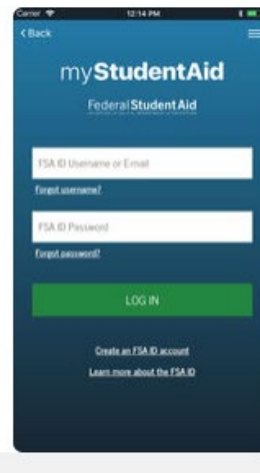 Carrier 12:14 PM
< Back
myStudentAid
Federal Student Aid
FSA ID Username or E-mail
Forgot username?
FSA ID Password
Forgot password?
LOG IN
Create an FSA ID account
Learn more about the FSA ID